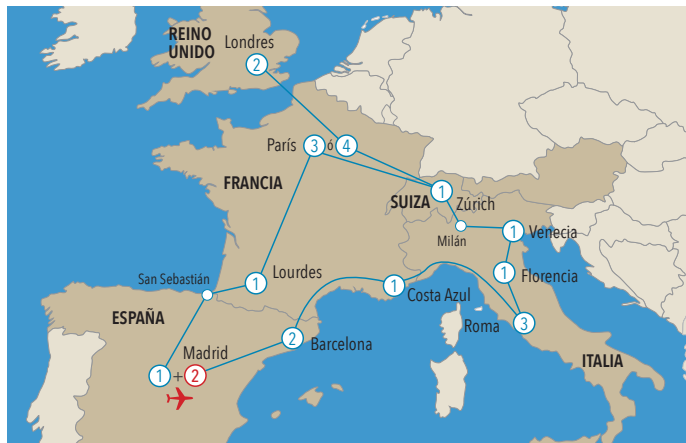 REINO
UNIDO
Londres
2
París 3 ó 4
FRANCIA
SUIZA
1
Zúrich
Milán
1 Venecia
1 Florencia
San Sebastián
Lourdes
1
1
Costa Azul
Roma 3
ESPAÑA
Madrid
2 Barcelona
1 + 2
ITALIA